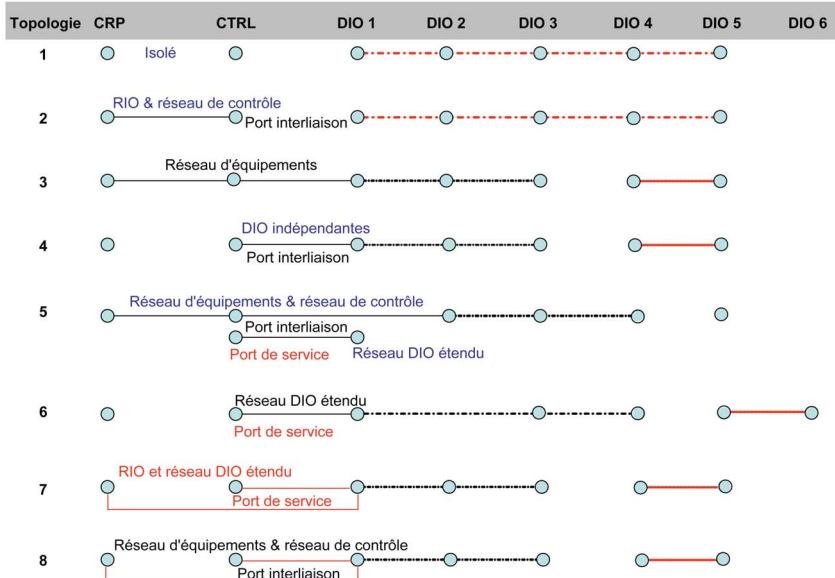 Topologie CRP CTRL DIO 1 DIO 2 DIO 3 DIO 4 DIO 5 DIO 6
1 Isolé
RIO & réseau de contrôle
2 Port interliaison
Réseau d'équipements
3
DIO indépendantes
4 Port interliaison
Réseau d'équipements & réseau de contrôle
5
Port interliaison
Port de service Réseau DIO étendu
Réseau DIO étendu
6
Port de service
RIO et réseau DIO étendu
7
Port de service
Réseau d'équipements & réseau de contrôle
8
Port interliaison